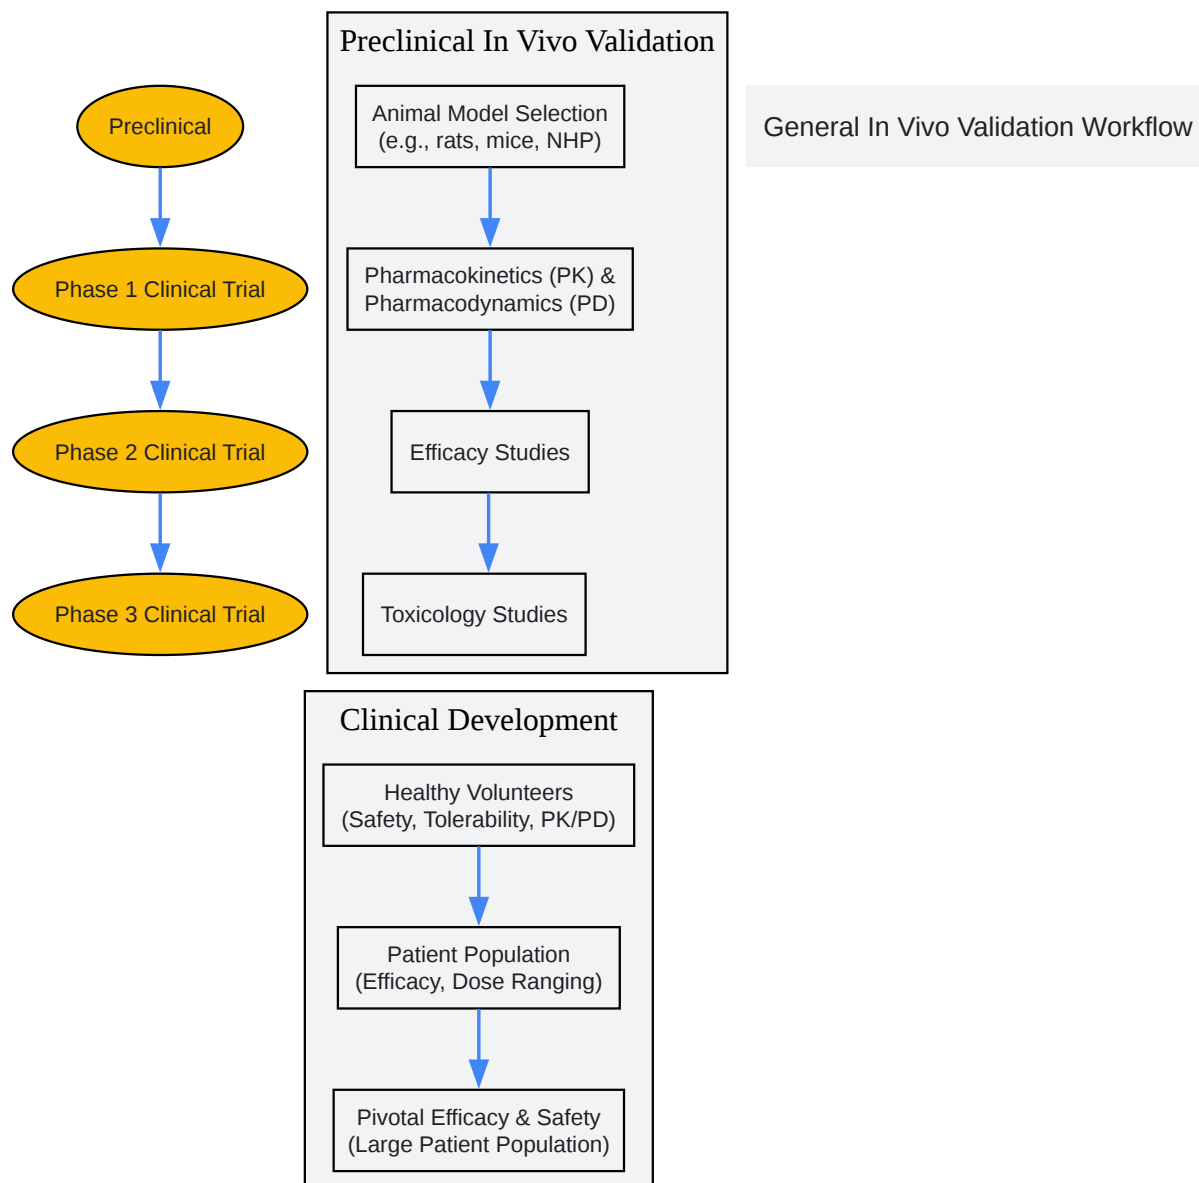 Preclinical In Vivo Validation
Preclinical
Animal Model Selection
(e.g., rats, mice, NHP)
General In Vivo Validation Workflow
Phase 1 Clinical Trial
Pharmacokinetics (PK) &
Pharmacodynamics (PD)
Phase 2 Clinical Trial
Efficacy Studies
Phase 3 Clinical Trial
Toxicology Studies
Clinical Development
Healthy Volunteers
(Safety, Tolerability, PK/PD)
Patient Population
(Efficacy, Dose Ranging)
Pivotal Efficacy & Safety
(Large Patient Population)